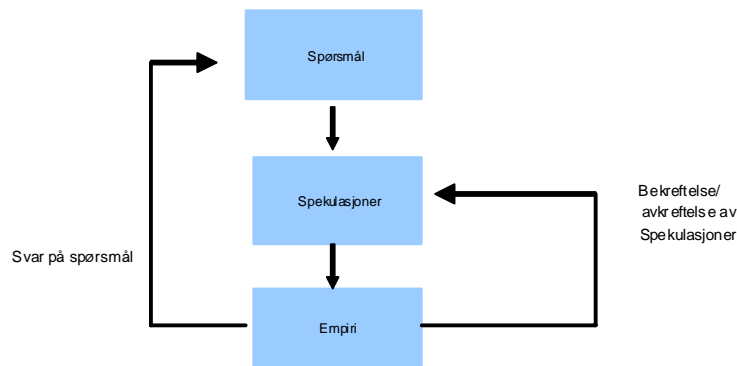 Spørsmål
Spekulasjoner
Bekreftelse/
avkreftelse av
Spekulasjoner
Svar på spørsmål
Empiri